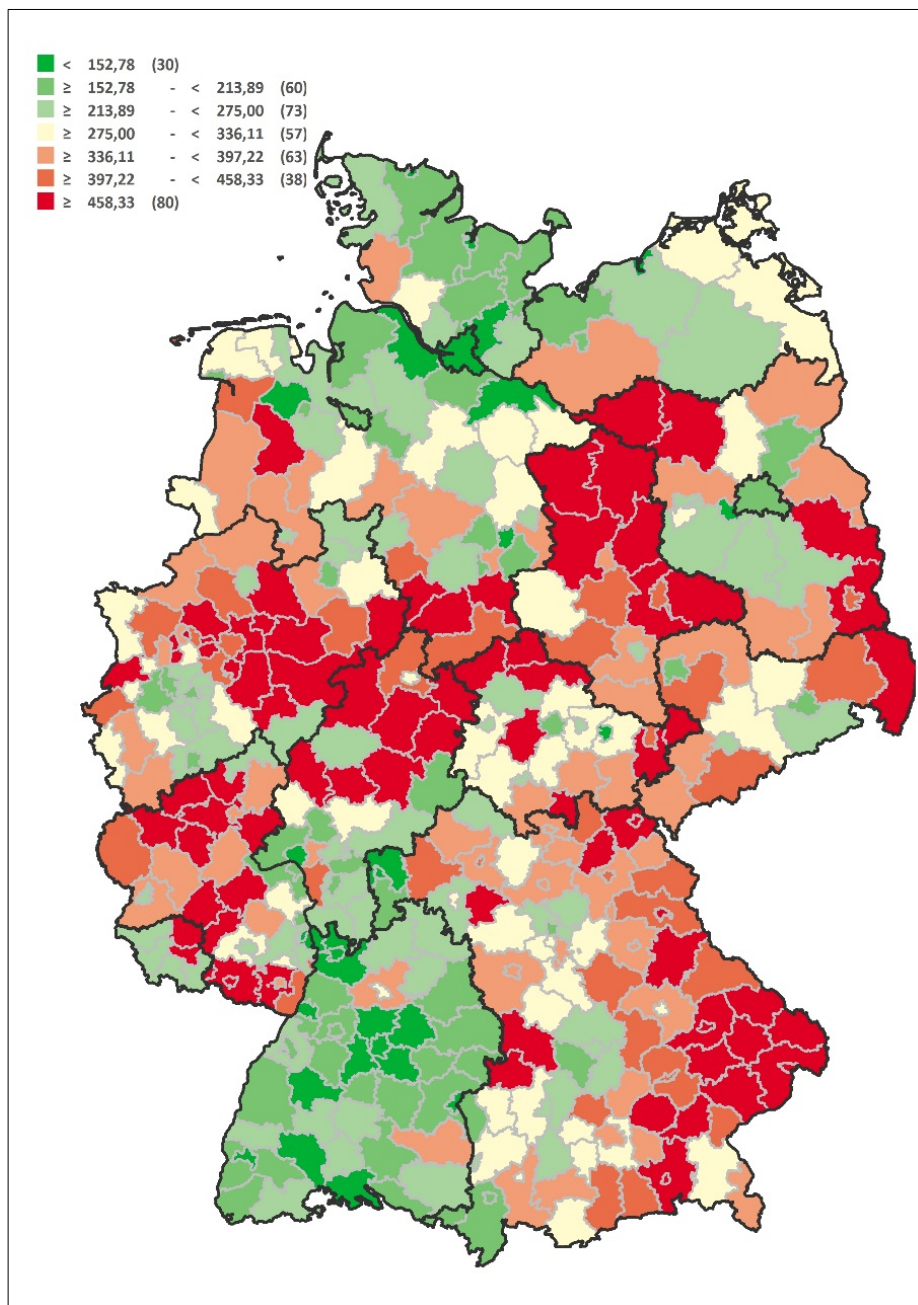 < 152,78 (30)
≥ 152,78 - < 213,89 (60)
≥ 213,89 - < 275,00 (73)
≥ 275,00 - < 336,11 (57)
≥ 336,11 - < 397,22 (63)
≥ 397,22 - < 458,33 (38)
≥ 458,33 (80)